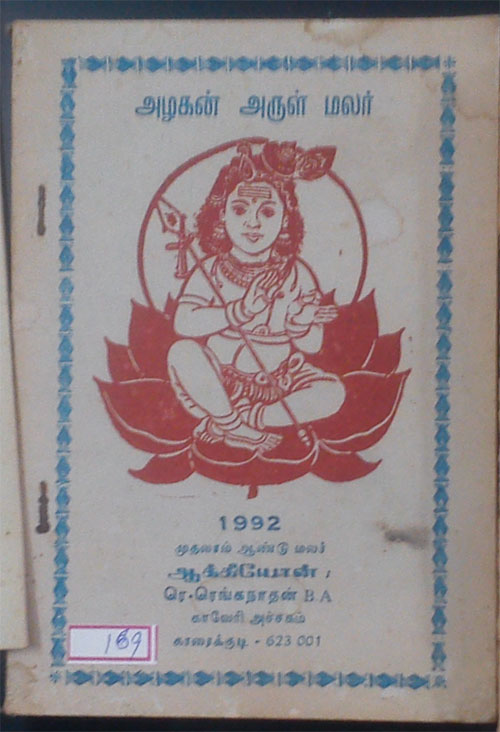 அழகன் அருள் மலர்
1992
முதலாம் ஆண்டு மலர்
ஆக்கியோன் ;
ரெ-ரெங்கநாதன் B.A
காவேரி அச்சகம்
காரைக்குடி - 623 001
169